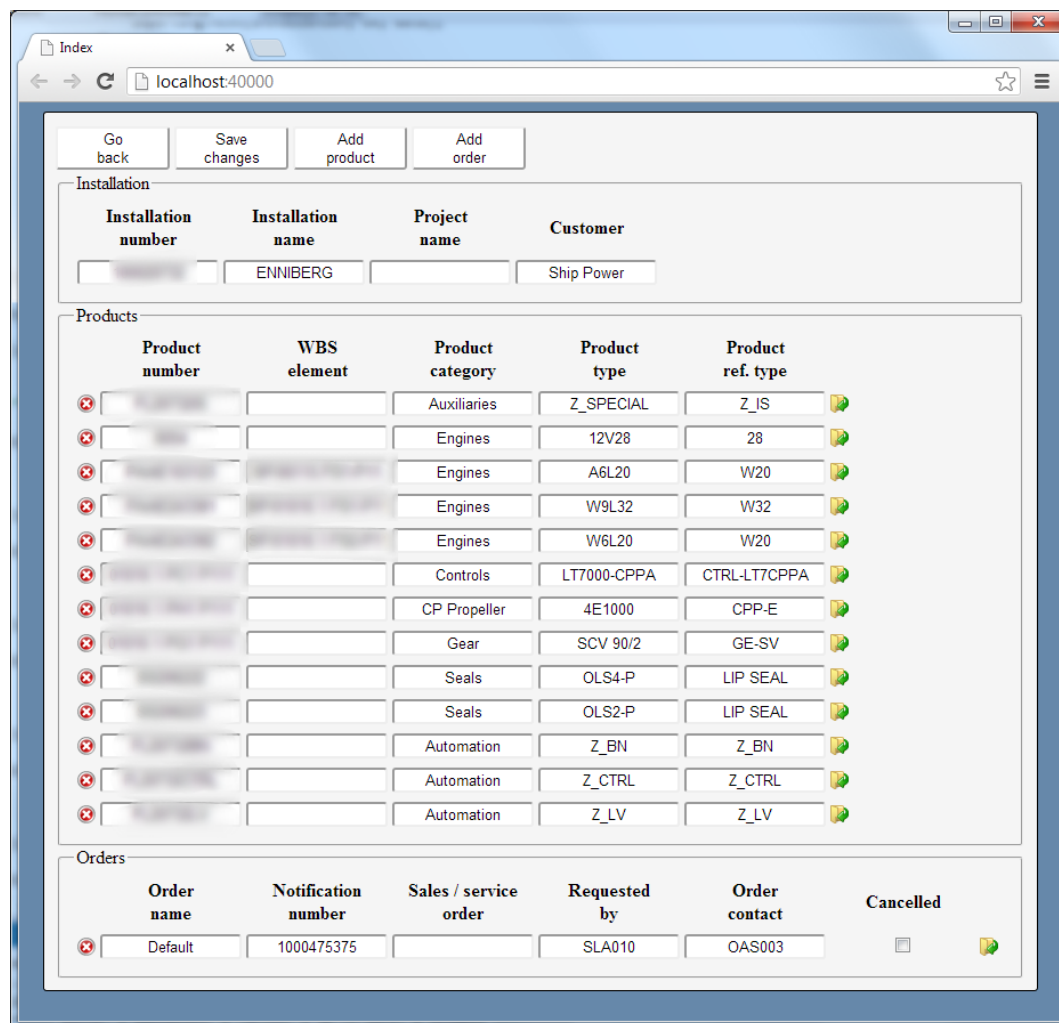 Index
localhost:40000
Go back
Save changes
Add product
Add order
Installation
Installation number
Installation name
Project name
Customer
ENNIBERG
Ship Power
Products
Product number
WBS element
Product category
Product type
Product ref. type
Auxiliaries Z_SPECIAL Z_IS
Engines 12V28 28
Engines A6L20 W20
Engines W9L32 W32
Engines W6L20 W20
Controls LT7000-CPPA CTRL-LT7CPPA
CP Propeller 4E1000 CPP-E
Gear SCV 90/2 GE-SV
Seals OLS4-P LIP SEAL
Seals OLS2-P LIP SEAL
Automation Z_BN Z_BN
Automation Z_CTRL Z_CTRL
Automation Z_LV Z_LV
Orders
Order name
Notification number
Sales / service order
Requested by
Order contact
Cancelled
Default 1000475375 SLA010 OAS003